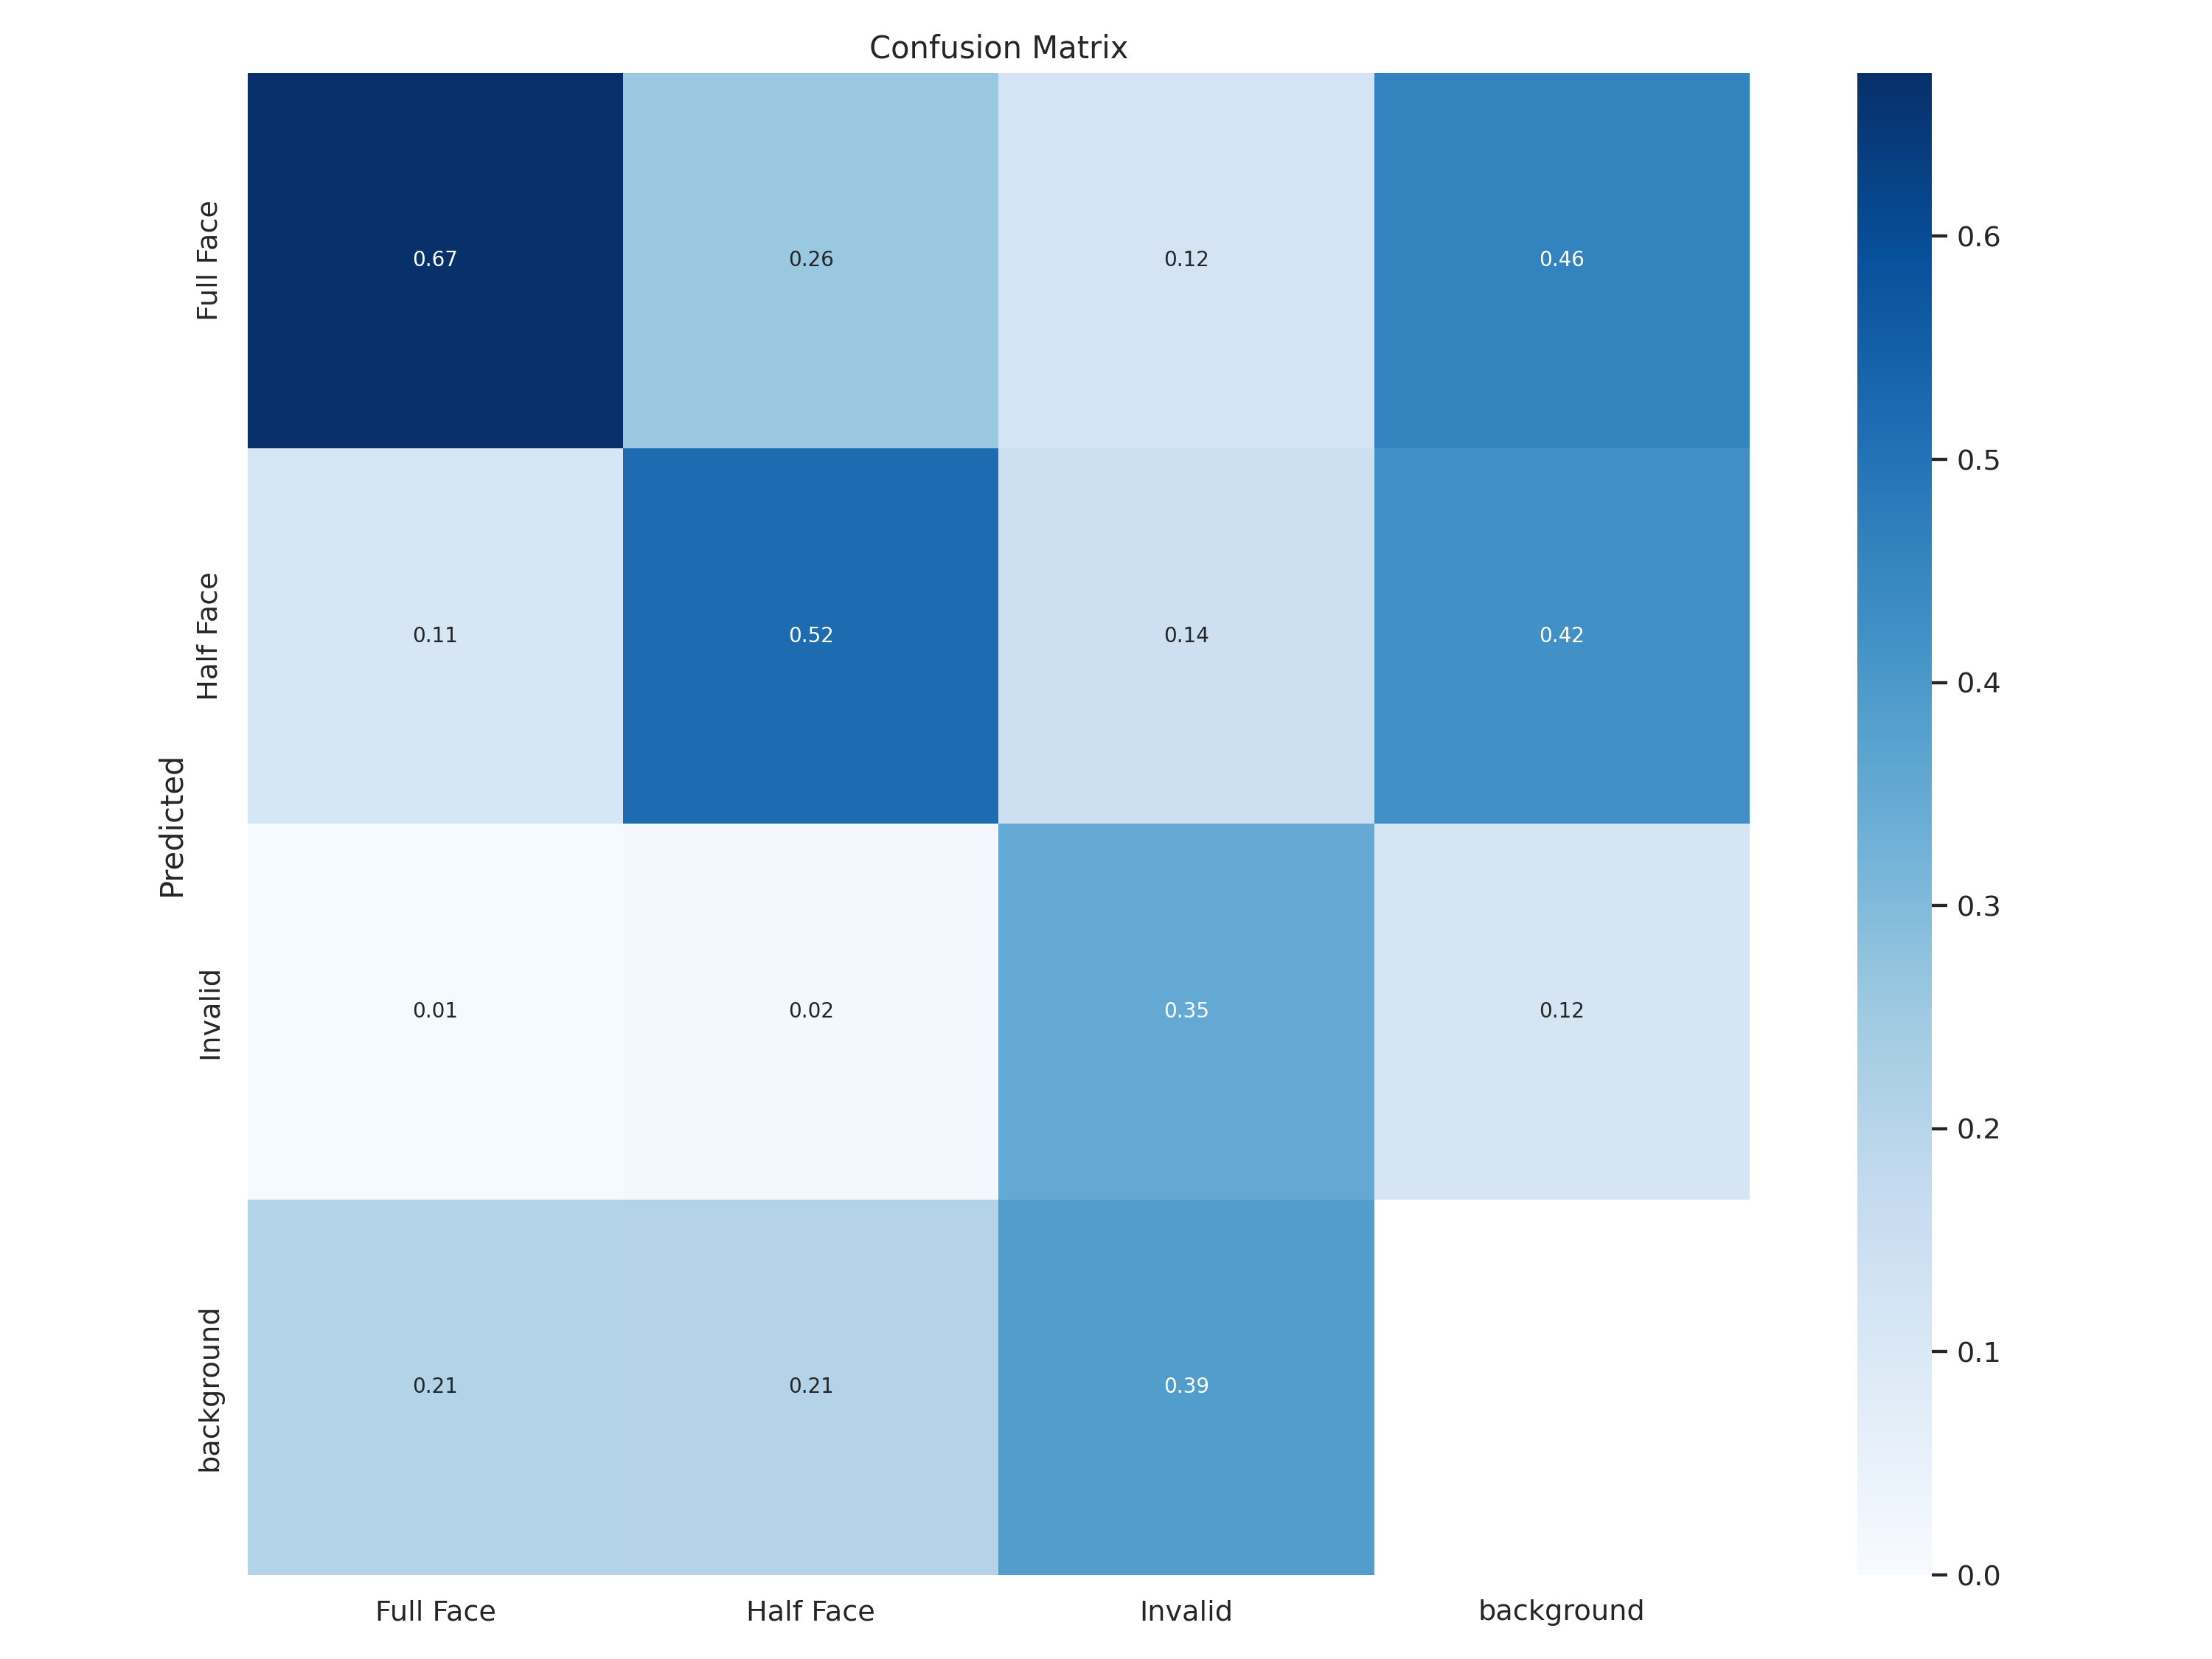 Confusion Matrix
Full Face
0.67
0.26
0.12
0.46
0.6
0.5
Half Face
0.11
0.52
0.14
0.42
0.4
Predicted
0.3
Invalid
0.01
0.02
0.35
0.12
0.2
0.1
background
0.21
0.21
0.39
0.0
Full Face
Half Face
Invalid
background